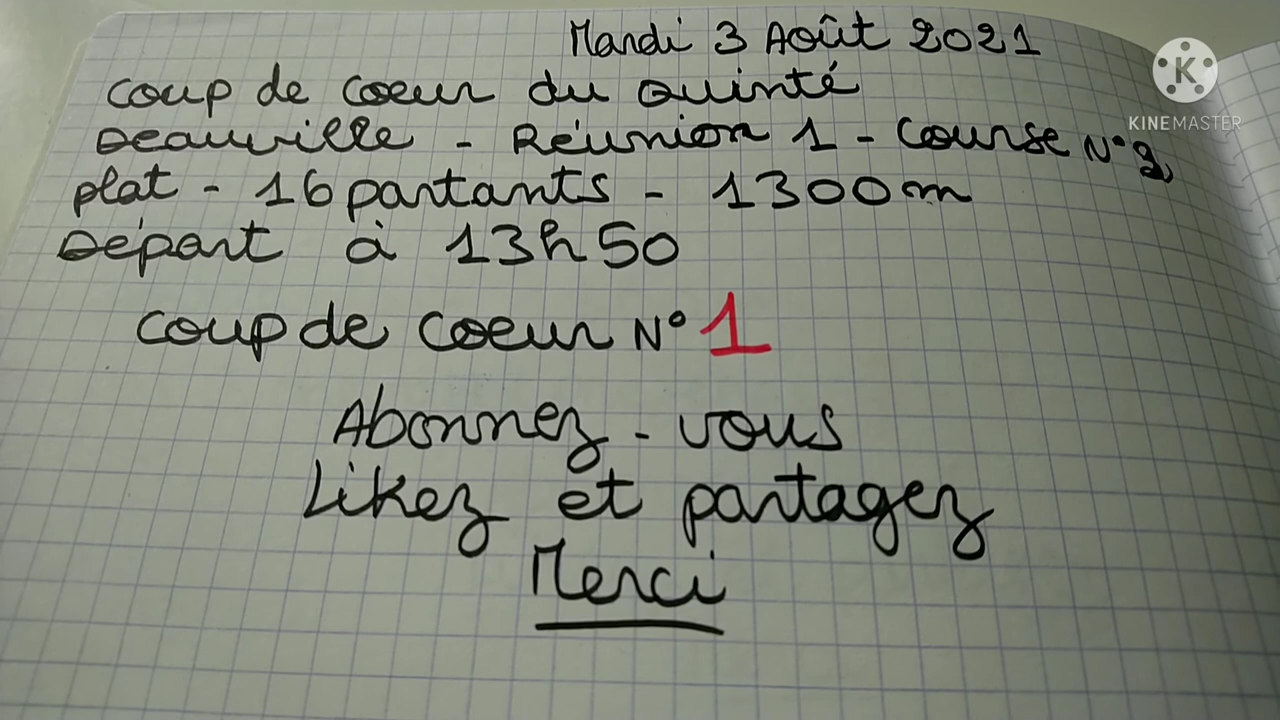 Mardi 3 Août 2021
Coup de coeur du Quinté
Deauville - Réunion 1 - Course N°
plat - 16 partants - 1300m
Départ à 13h50
Coup de coeur N° 1
Abonnez-vous
Likez et partagez
Merci
KINEMASTER